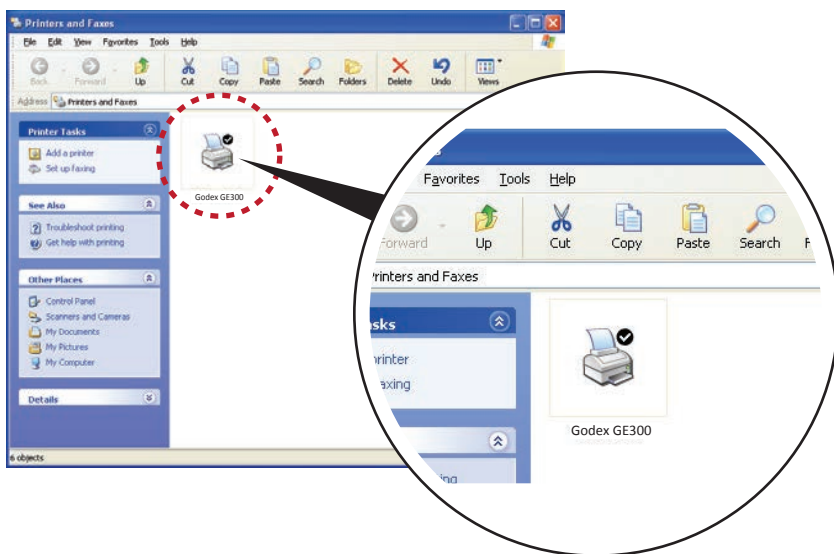 Printers and Faxes
File Edit View Favorites Tools Help
Back Forward Up Cut Copy Paste Search Folders Delete Undo Views
Address Printers and Faxes
Printer Tasks
Add a printer
Set up faxing
See Also
Troubleshoot printing
Get help with printing
Other Places
Control Panel
Scanners and Cameras
My Documents
My Pictures
My Computer
Details
6 objects
Godex GE300
s
Favorites Tools Help
Forward Up Cut Copy Paste Search F
Printers and Faxes
asks
printer
axing
ing
Godex GE300